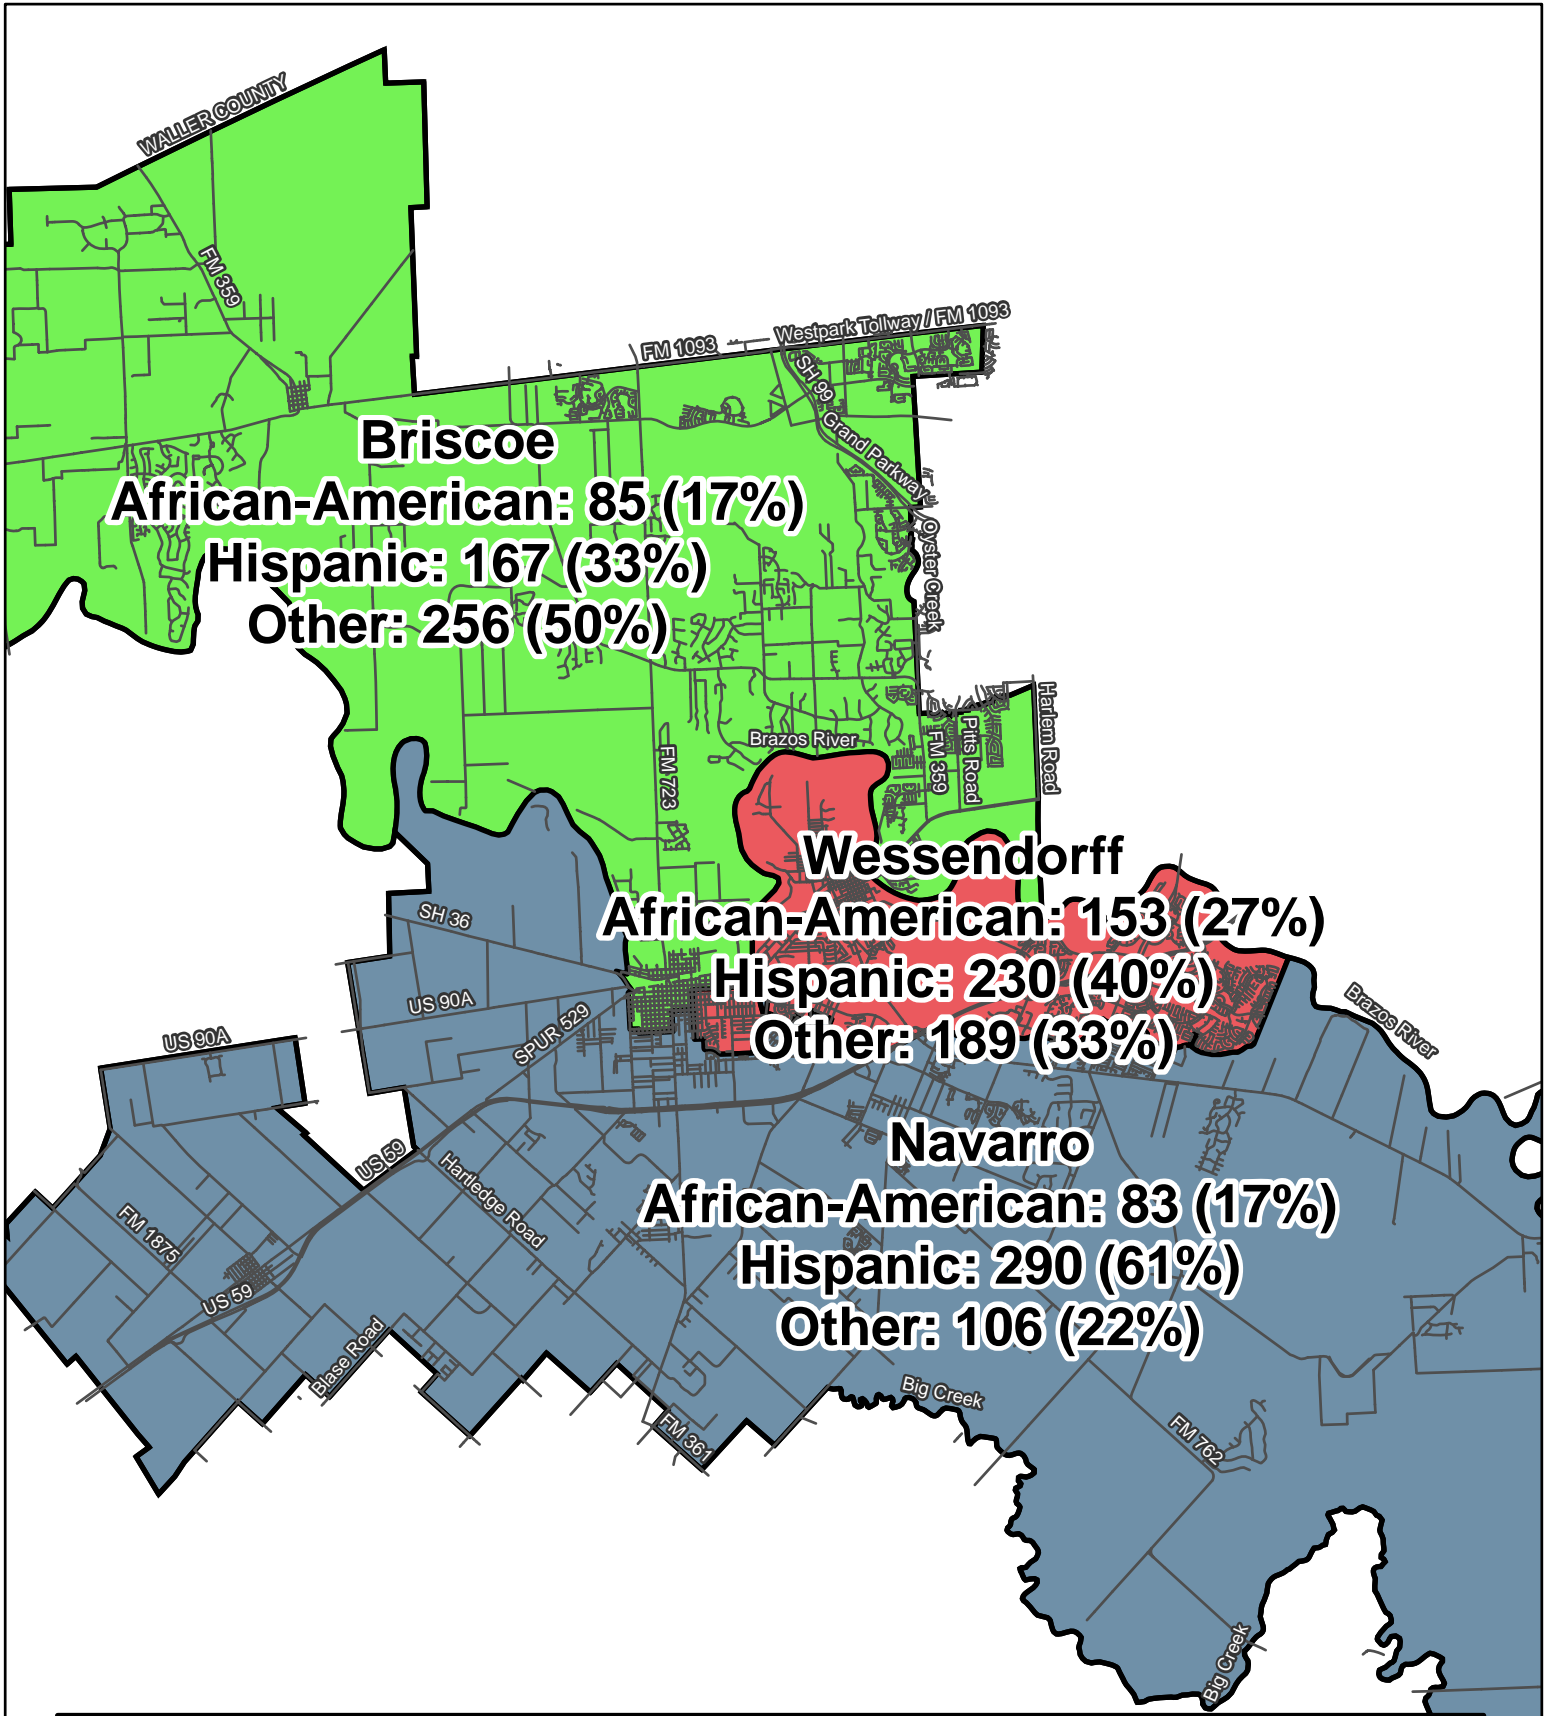 WALLER COUNTY
FM 359
FM 1093
Westpark Tollway / FM 1093
SH 99
Grand Parkway
Oyster Creek
Briscoe
African-American: 85 (17%)
Hispanic: 167 (33%)
Other: 256 (50%)
Harlem Road
Pitts Road
FM 359
Brazos River
FM 723
Wessendorff
African-American: 153 (27%)
Hispanic: 230 (40%)
Other: 189 (33%)
SH 36
US 90A
SPUR 529
US 90A
Brazos River
Navarro
African-American: 83 (17%)
Hispanic: 290 (61%)
Other: 106 (22%)
US 59
Hartledge Road
FM 1875
US 59
Blase Road
Big Creek
FM 361
FM 762
Big Creek